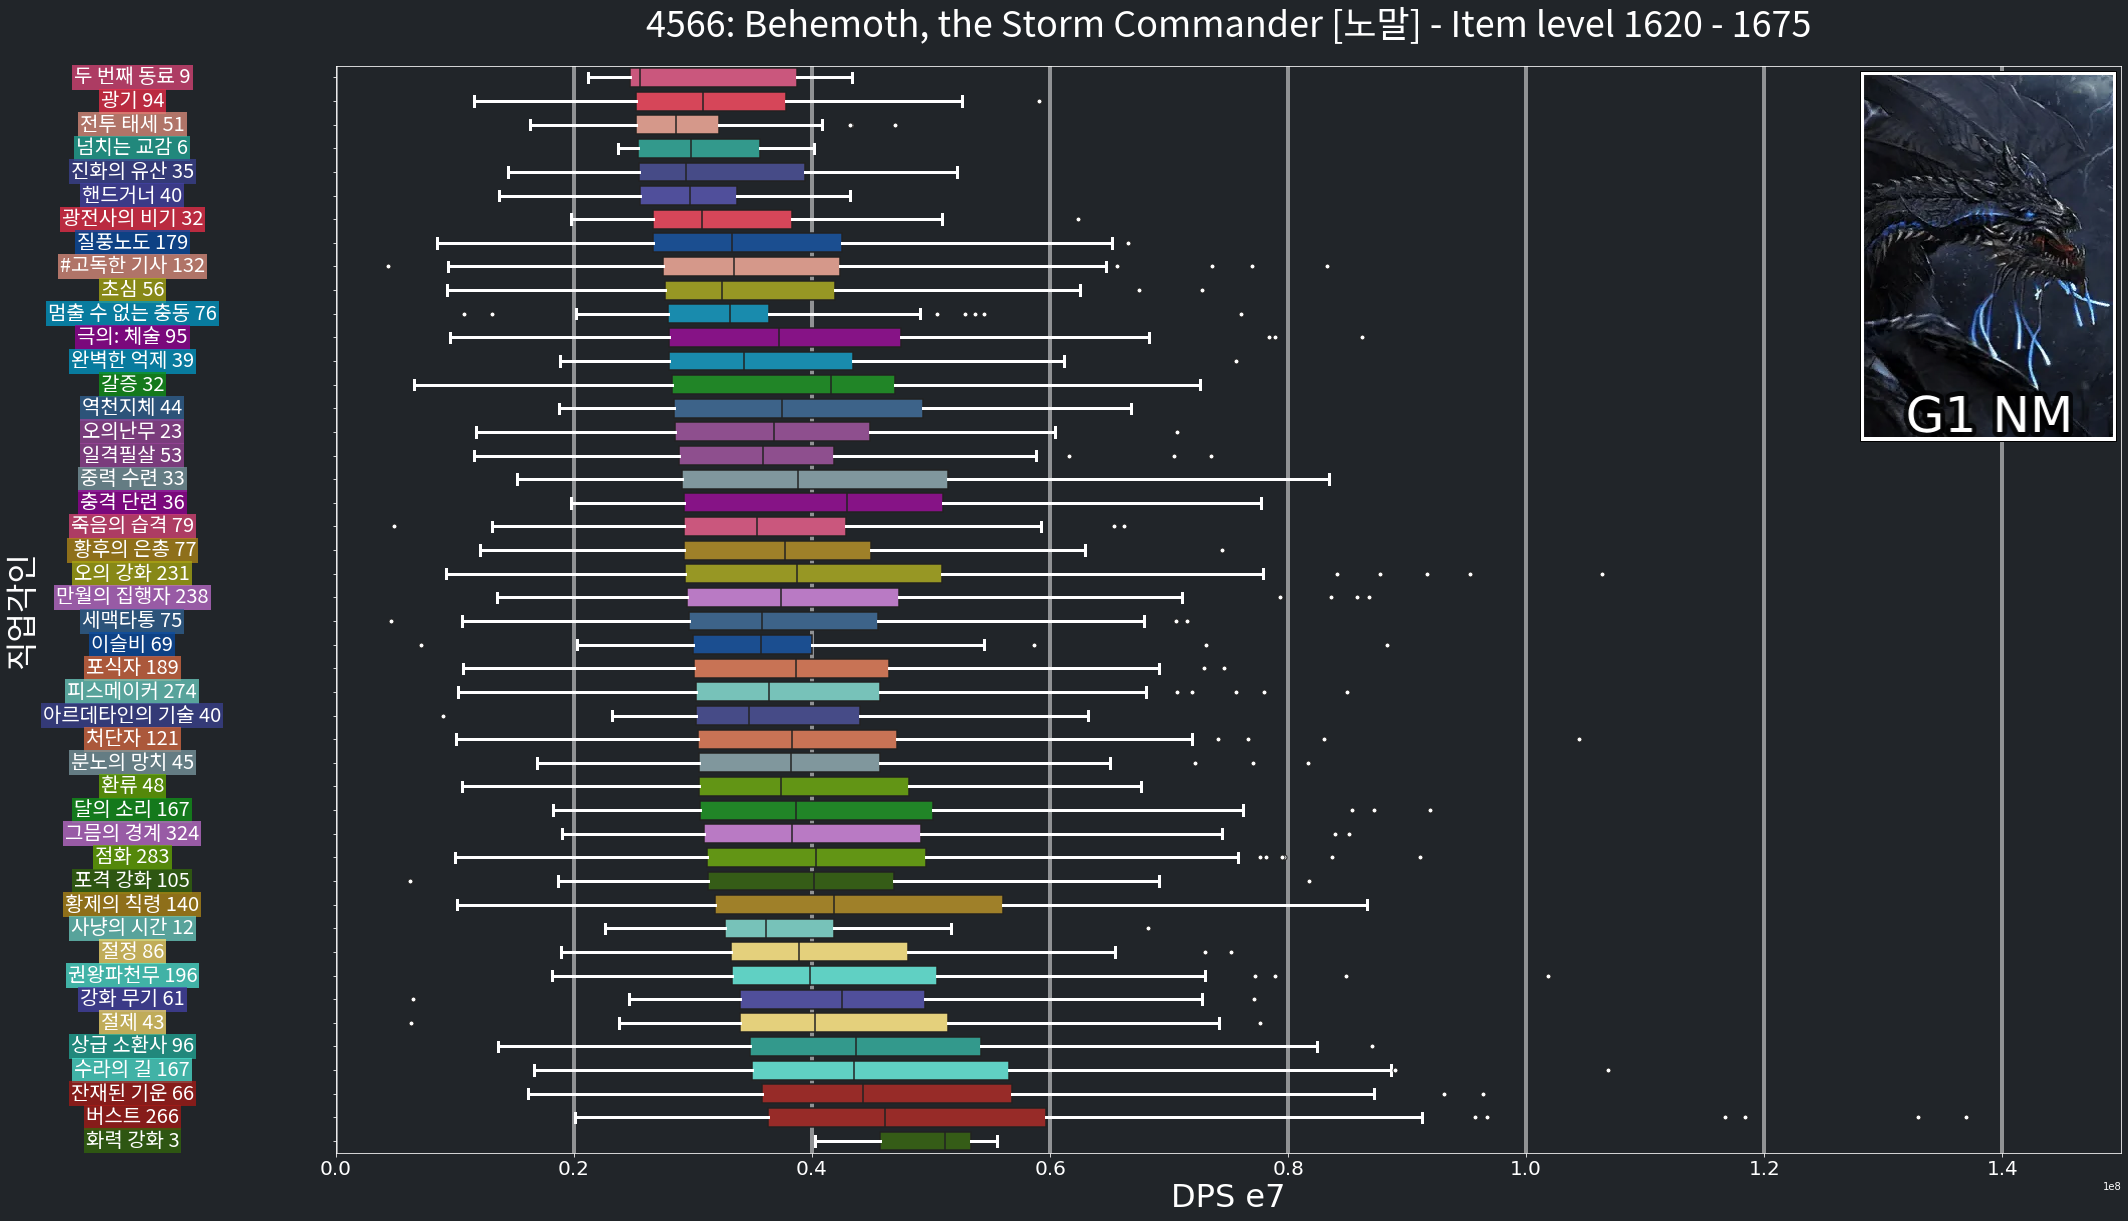 4566: Behemoth, the Storm Commander [노말] - Item level 1620 - 1675
두 번째 동료 9
광기 94
전투 태세 51
넘치는 교감 6
진화의 유산 35
핸드거너 40
광전사의 비기 32
질풍노도 179
#고독한 기사 132
초심 56
멈출 수 없는 충동 76
극의: 체술 95
완벽한 억제 39
갈증 32
역천지체 44
오의난무 23
일격필살 53
중력 수련 33
충격 단련 36
죽음의 습격 79
황후의 은총 77
오의 강화 231
만월의 집행자 238
세맥타통 75
이슬비 69
포식자 189
피스메이커 274
아르데타인의 기술 40
처단자 121
분노의 망치 45
환류 48
달의 소리 167
그믐의 경계 324
점화 283
포격 강화 105
황제의 칙령 140
사냥의 시간 12
절정 86
권왕파천무 196
강화 무기 61
절제 43
상급 소환사 96
수라의 길 167
잔재된 기운 66
버스트 266
화력 강화 3
직업각인
G1 NM
0.0 0.2 0.4 0.6 0.8 1.0 1.2 1.4
1e8
DPS e7